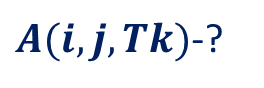 A(i, j, Tk)-?